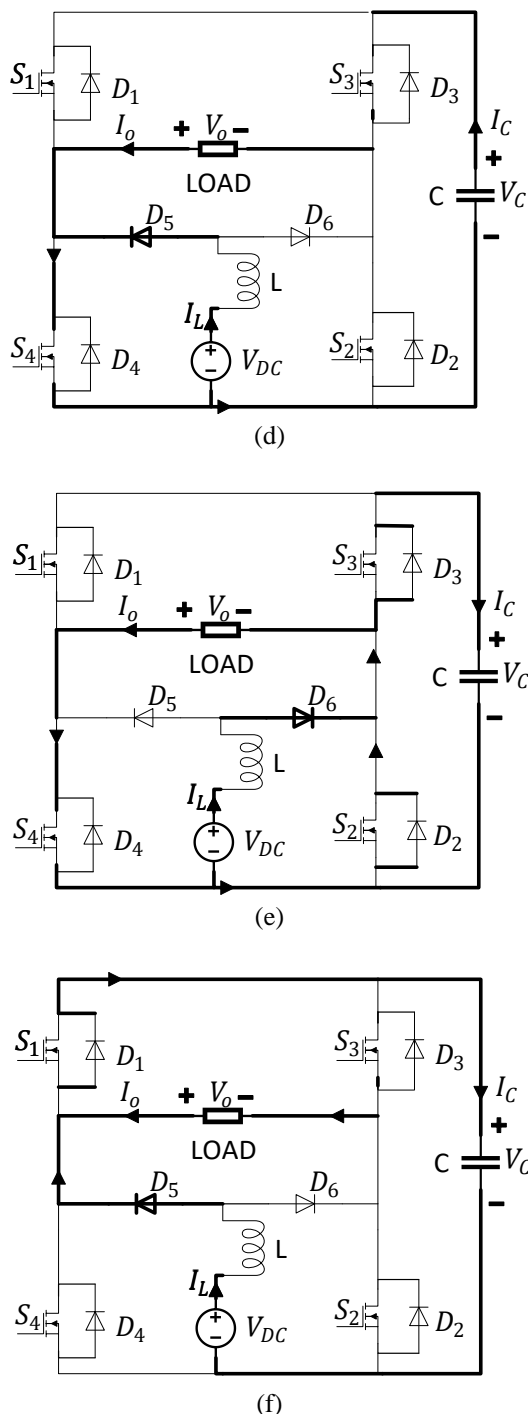 S1 D1 S3 D3
Io + Vo − IC
LOAD + C VC −
D5 D6
L
IL
S4 D4 + − VDC S2 D2
(d)
S1 D1 S3 D3
Io + Vo − IC
LOAD + C VC −
D5 D6
L
IL
S4 D4 + − VDC S2 D2
(e)
S1 D1 S3 D3
Io + Vo − IC
LOAD + C VC −
D5 D6
L
IL
S4 D4 + − VDC S2 D2
(f)